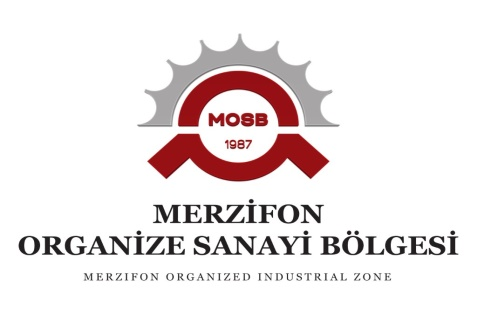 MOSB
1987
MERZİFON
ORGANİZE SANAYİ BÖLGESİ
MERZIFON ORGANIZED INDUSTRIAL ZONE